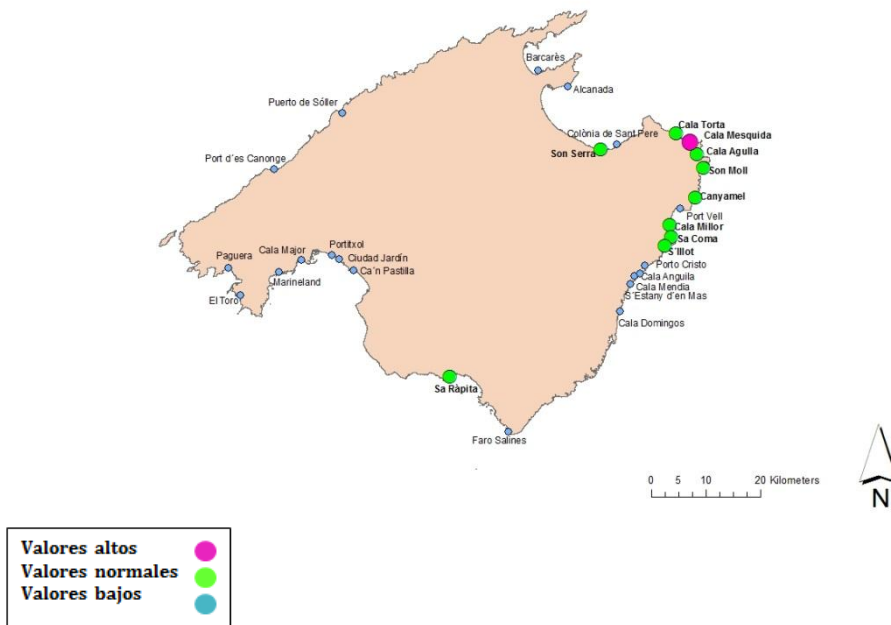 Barcarès
Alcanada
Puerto de Sóller
Cala Torta
Colònia de Sant Pere
Cala Mesquida
Son Serra
Cala Agulla
Port d´es Canonge
Son Moll
Canyamel
Port Vell
Cala Millor
Sa Coma
S´Illot
Portitxol
Cala Major
Paguera
Ciudad Jardín
Ca´n Pastilla
Marineland
El Toro
Porto Cristo
Cala Anguila
Cala Mendia
S´Estany d´en Mas
Cala Domingos
Sa Ràpita
Faro Salines
0 5 10 20 Kilometers
N
Valores altos
Valores normales
Valores bajos